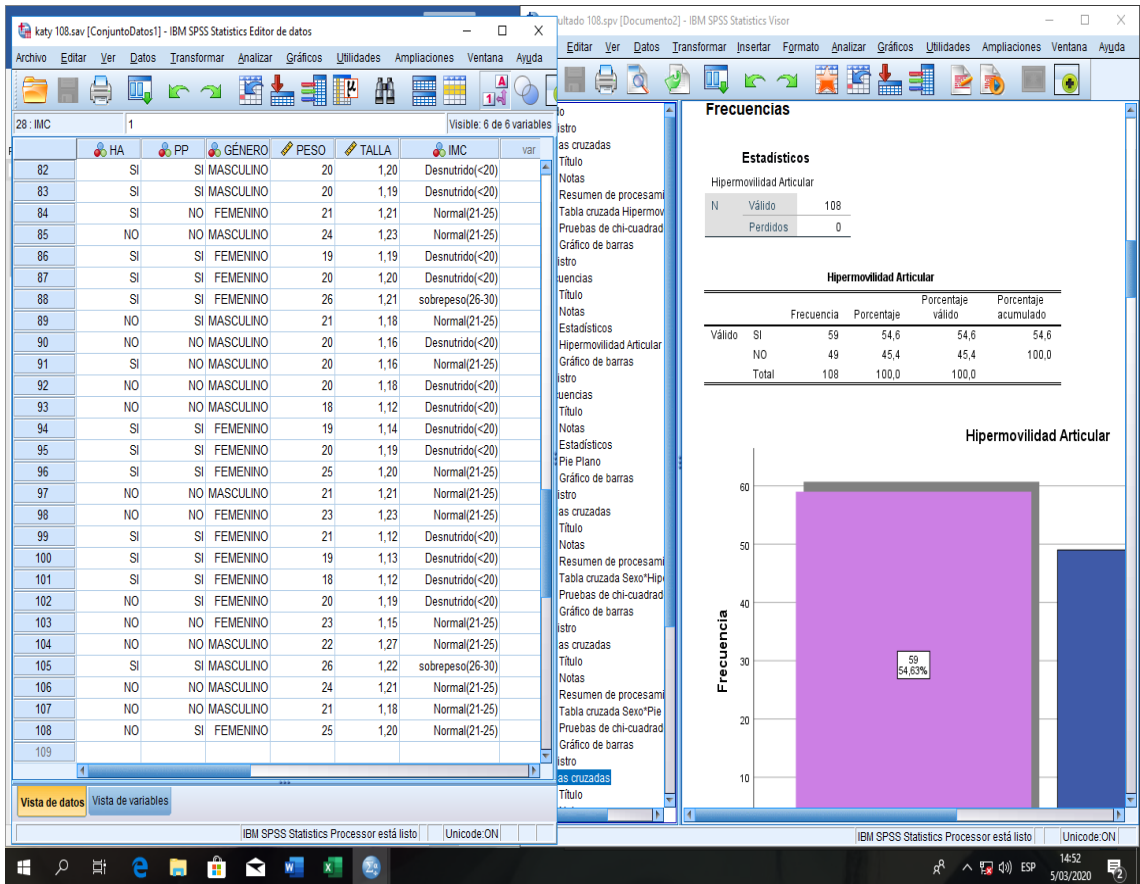 katy 108.sav [ConjuntoDatos1] - IBM SPSS Statistics Editor de datos
Archivo Editar Ver Datos Transformar Analizar Gráficos Utilidades Ampliaciones Ventana Ayuda
28 : IMC 1 Visible: 6 de 6 variables
HA PP GÉNERO PESO TALLA IMC var
82 SI SI MASCULINO 20 1,20 Desnutrido(<20)
83 SI SI MASCULINO 20 1,19 Desnutrido(<20)
84 SI NO FEMENINO 21 1,21 Normal(21-25)
85 NO NO MASCULINO 24 1,23 Normal(21-25)
86 SI SI FEMENINO 19 1,19 Desnutrido(<20)
87 SI SI FEMENINO 20 1,20 Desnutrido(<20)
88 SI SI FEMENINO 26 1,21 sobrepeso(26-30)
89 NO SI MASCULINO 21 1,18 Normal(21-25)
90 NO NO MASCULINO 20 1,16 Desnutrido(<20)
91 SI NO MASCULINO 20 1,16 Normal(21-25)
92 NO NO MASCULINO 20 1,18 Desnutrido(<20)
93 NO NO MASCULINO 18 1,12 Desnutrido(<20)
94 SI SI FEMENINO 19 1,14 Desnutrido(<20)
95 SI SI FEMENINO 20 1,19 Desnutrido(<20)
96 SI SI FEMENINO 25 1,20 Normal(21-25)
97 NO NO MASCULINO 21 1,21 Normal(21-25)
98 NO NO FEMENINO 23 1,23 Normal(21-25)
99 SI SI FEMENINO 21 1,12 Desnutrido(<20)
100 SI SI FEMENINO 19 1,13 Desnutrido(<20)
101 SI SI FEMENINO 18 1,12 Desnutrido(<20)
102 NO SI FEMENINO 20 1,19 Desnutrido(<20)
103 NO NO FEMENINO 23 1,15 Normal(21-25)
104 NO NO MASCULINO 22 1,27 Normal(21-25)
105 SI SI MASCULINO 26 1,22 sobrepeso(26-30)
106 NO NO MASCULINO 24 1,21 Normal(21-25)
107 NO NO MASCULINO 21 1,18 Normal(21-25)
108 NO SI FEMENINO 25 1,20 Normal(21-25)
109
Vista de datos Vista de variables
IBM SPSS Statistics Processor está listo Unicode:ON
ultado 108.spv [Documento2] - IBM SPSS Statistics Visor
Editar Ver Datos Transformar Insertar Formato Analizar Gráficos Utilidades Ampliaciones Ventana Ayuda
lo
istro
as cruzadas
Título
Notas
Resumen de procesami
Tabla cruzada Hipermov
Pruebas de chi-cuadrad
Gráfico de barras
istro
uencias
Título
Notas
Estadísticos
Hipermovilidad Articular
Gráfico de barras
istro
uencias
Título
Notas
Estadísticos
Pie Plano
Gráfico de barras
istro
as cruzadas
Título
Notas
Resumen de procesami
Tabla cruzada Sexo*Hipe
Pruebas de chi-cuadrad
Gráfico de barras
istro
as cruzadas
Título
Notas
Resumen de procesami
Tabla cruzada Sexo*Pie
Pruebas de chi-cuadrad
Gráfico de barras
istro
as cruzadas
Título
Frecuencias
Estadísticos
Hipermovilidad Articular
N Válido 108
Perdidos 0
Hipermovilidad Articular
Frecuencia Porcentaje Porcentaje válido Porcentaje acumulado
Válido SI 59 54,6 54,6 54,6
NO 49 45,4 45,4 100,0
Total 108 100,0 100,0
Hipermovilidad Articular
Frecuencia
60
50
40
30
20
10
59
54,63%
IBM SPSS Statistics Processor está listo Unicode:ON
ESP
14:52
5/03/2020
2